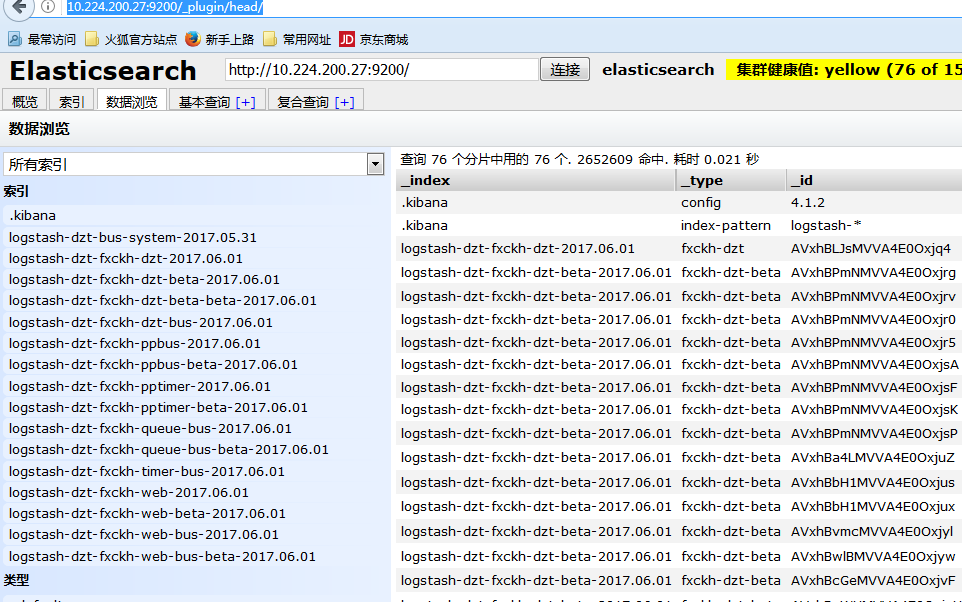 10.224.200.27:9200/_plugin/head/
最常访问 火狐官方站点 新手上路 常用网址 JD 京东商城
Elasticsearch http://10.224.200.27:9200/ 连接 elasticsearch 集群健康值: yellow (76 of 15
概览 索引 数据浏览 基本查询 [+] 复合查询 [+]
数据浏览
所有索引
索引
.kibana
logstash-dzt-bus-system-2017.05.31
logstash-dzt-fxckh-dzt-2017.06.01
logstash-dzt-fxckh-dzt-beta-2017.06.01
logstash-dzt-fxckh-dzt-beta-beta-2017.06.01
logstash-dzt-fxckh-dzt-bus-2017.06.01
logstash-dzt-fxckh-ppbus-2017.06.01
logstash-dzt-fxckh-ppbus-beta-2017.06.01
logstash-dzt-fxckh-pptimer-2017.06.01
logstash-dzt-fxckh-pptimer-beta-2017.06.01
logstash-dzt-fxckh-queue-bus-2017.06.01
logstash-dzt-fxckh-queue-bus-beta-2017.06.01
logstash-dzt-fxckh-timer-bus-2017.06.01
logstash-dzt-fxckh-web-2017.06.01
logstash-dzt-fxckh-web-beta-2017.06.01
logstash-dzt-fxckh-web-bus-2017.06.01
logstash-dzt-fxckh-web-bus-beta-2017.06.01
类型
查询 76 个分片中用的 76 个. 2652609 命中. 耗时 0.021 秒
_index _type _id
.kibana config 4.1.2
.kibana index-pattern logstash-*
logstash-dzt-fxckh-dzt-2017.06.01 fxckh-dzt AVxhBLJsMVVA4E0Oxjq4
logstash-dzt-fxckh-dzt-beta-2017.06.01 fxckh-dzt-beta AVxhBPmNMVVA4E0Oxjrg
logstash-dzt-fxckh-dzt-beta-2017.06.01 fxckh-dzt-beta AVxhBPmNMVVA4E0Oxjrv
logstash-dzt-fxckh-dzt-beta-2017.06.01 fxckh-dzt-beta AVxhBPmNMVVA4E0Oxjr0
logstash-dzt-fxckh-dzt-beta-2017.06.01 fxckh-dzt-beta AVxhBPmNMVVA4E0Oxjr5
logstash-dzt-fxckh-dzt-beta-2017.06.01 fxckh-dzt-beta AVxhBPmNMVVA4E0OxjsA
logstash-dzt-fxckh-dzt-beta-2017.06.01 fxckh-dzt-beta AVxhBPmNMVVA4E0OxjsF
logstash-dzt-fxckh-dzt-beta-2017.06.01 fxckh-dzt-beta AVxhBPmNMVVA4E0OxjsK
logstash-dzt-fxckh-dzt-beta-2017.06.01 fxckh-dzt-beta AVxhBPmNMVVA4E0OxjsP
logstash-dzt-fxckh-dzt-beta-2017.06.01 fxckh-dzt-beta AVxhBa4LMVVA4E0OxjuZ
logstash-dzt-fxckh-dzt-beta-2017.06.01 fxckh-dzt-beta AVxhBbH1MVVA4E0Oxjus
logstash-dzt-fxckh-dzt-beta-2017.06.01 fxckh-dzt-beta AVxhBbH1MVVA4E0Oxjux
logstash-dzt-fxckh-dzt-beta-2017.06.01 fxckh-dzt-beta AVxhBvmcMVVA4E0Oxjyl
logstash-dzt-fxckh-dzt-beta-2017.06.01 fxckh-dzt-beta AVxhBwlBMVVA4E0Oxjyw
logstash-dzt-fxckh-dzt-beta-2017.06.01 fxckh-dzt-beta AVxhBcGeMVVA4E0OxjvF